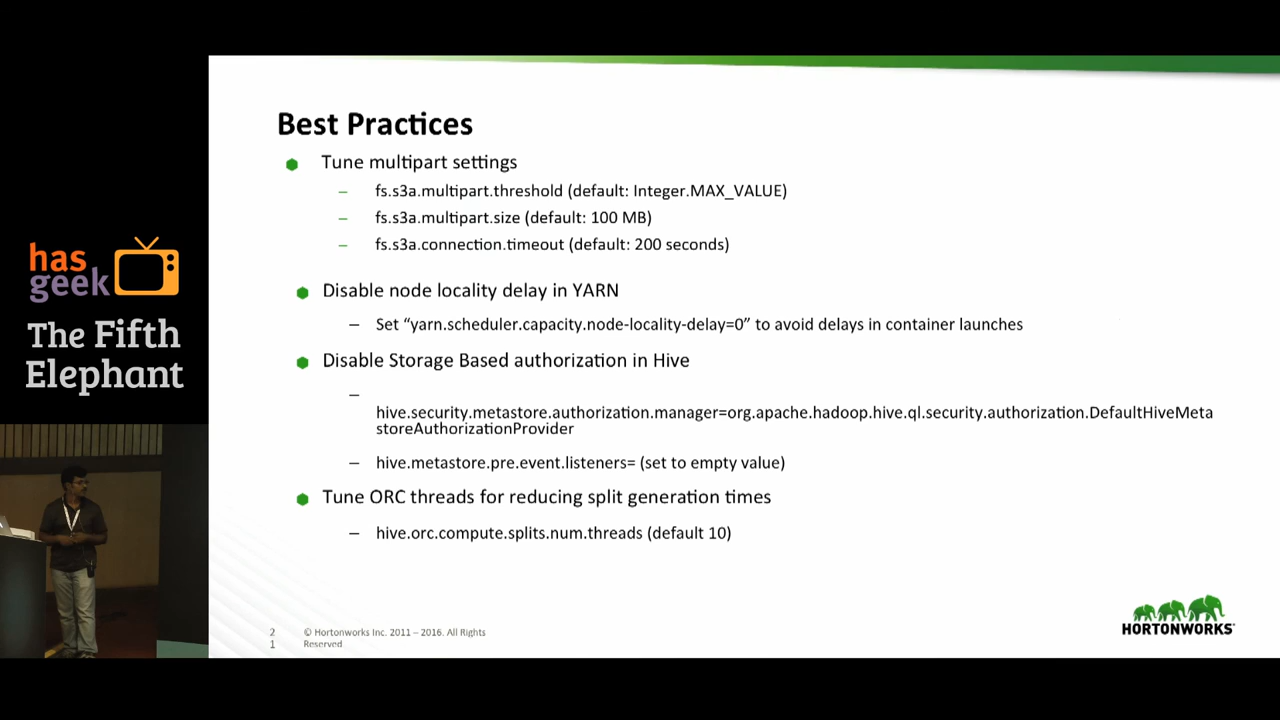 Best Practices
Tune multipart settings
– fs.s3a.multipart.threshold (default: Integer.MAX_VALUE)
– fs.s3a.multipart.size (default: 100 MB)
– fs.s3a.connection.timeout (default: 200 seconds)
Disable node locality delay in YARN
– Set “yarn.scheduler.capacity.node-locality-delay=0” to avoid delays in container launches
Disable Storage Based authorization in Hive
–
hive.security.metastore.authorization.manager=org.apache.hadoop.hive.ql.security.authorization.DefaultHiveMeta
storeAuthorizationProvider
– hive.metastore.pre.event.listeners= (set to empty value)
Tune ORC threads for reducing split generation times
– hive.orc.compute.splits.num.threads (default 10)
has
geek
The Fifth
Elephant
2
1
© Hortonworks Inc. 2011 – 2016. All Rights
Reserved
HORTONWORKS